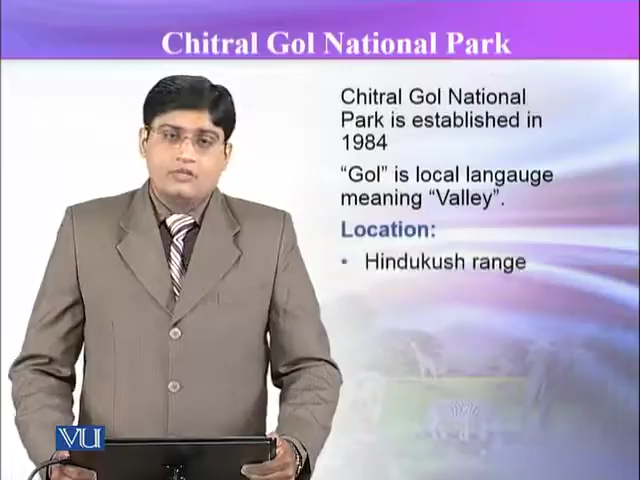 Chitral Gol National Park
Chitral Gol National
Park is established in
1984
“Gol” is local langauge
meaning “Valley”.
Location:
• Hindukush range
VU